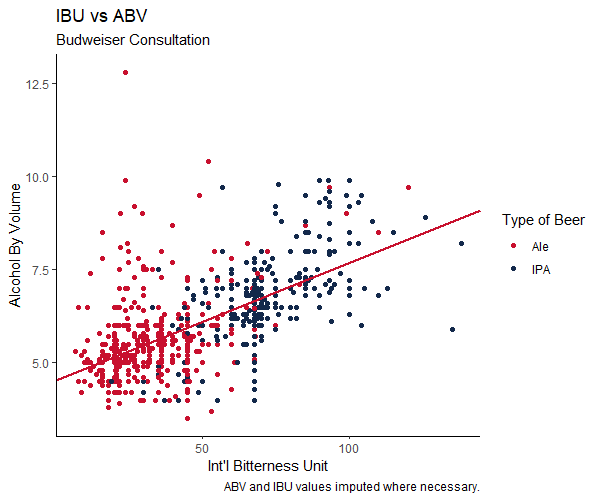 IBU vs ABV
Budweiser Consultation
12.5
10.0
7.5
5.0
Alcohol By Volume
50
100
Int'l Bitterness Unit
Type of Beer
Ale
IPA
ABV and IBU values imputed where necessary.